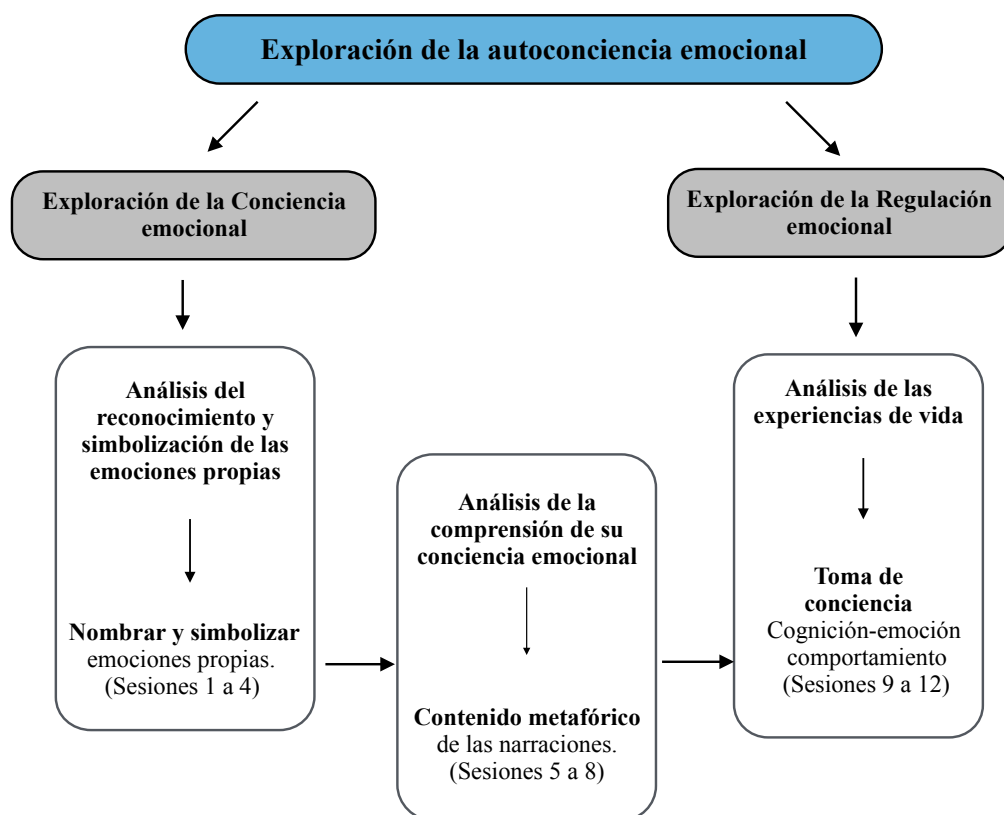 Exploración de la autoconciencia emocional
Exploración de la Conciencia
emocional
Exploración de la Regulación
emocional
Análisis del
reconocimiento y
simbolización de las
emociones propias
Nombrar y simbolizar
emociones propias.
(Sesiones 1 a 4)
Análisis de la
comprensión de su
conciencia emocional
Contenido metafórico
de las narraciones.
(Sesiones 5 a 8)
Análisis de las
experiencias de vida
Toma de
conciencia
Cognición-emoción
comportamiento
(Sesiones 9 a 12)